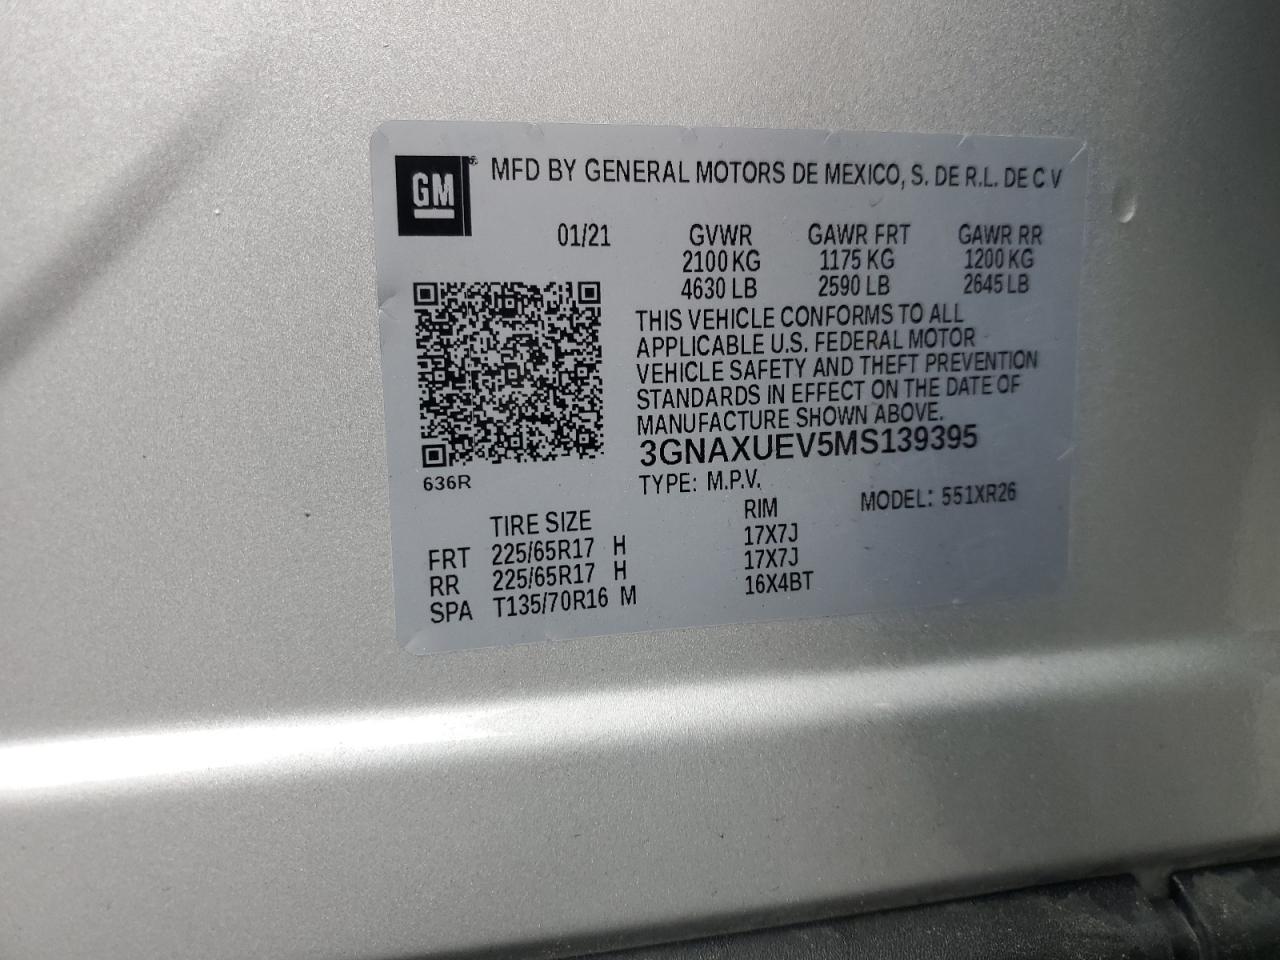 GM
MFD BY GENERAL MOTORS DE MEXICO, S. DE R.L. DE C V
01/21 GVWR GAWR FRT GAWR RR
2100 KG 1175 KG 1200 KG
4630 LB 2590 LB 2645 LB
THIS VEHICLE CONFORMS TO ALL
APPLICABLE U.S. FEDERAL MOTOR
VEHICLE SAFETY AND THEFT PREVENTION
STANDARDS IN EFFECT ON THE DATE OF
MANUFACTURE SHOWN ABOVE.
3GNAXUEV5MS139395
636R
TYPE: M.P.V. MODEL: 551XR26
TIRE SIZE RIM
FRT 225/65R17 H 17X7J
RR 225/65R17 H 17X7J
SPA T135/70R16 M 16X4BT